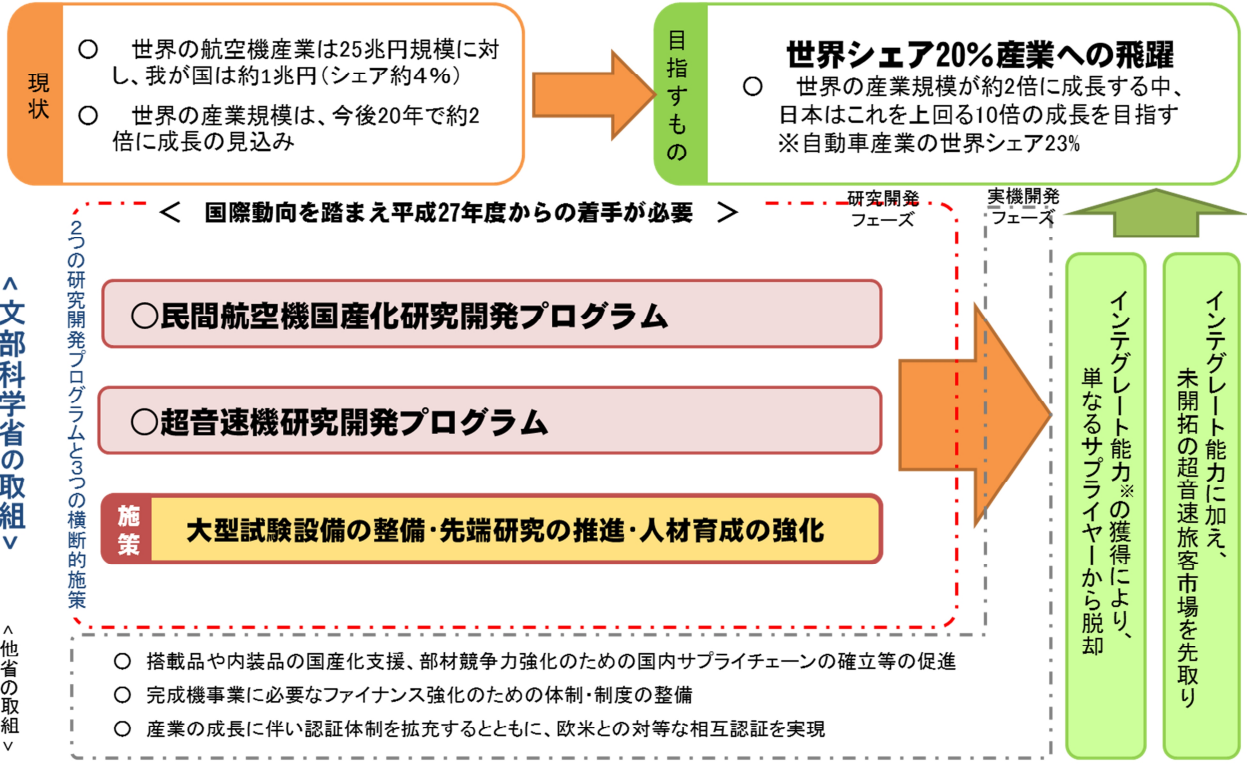 現状
○　世界の航空機産業は25兆円規模に対
し、我が国は約1兆円(シェア約4%)
○　世界の産業規模は、今後20年で約2
倍に成長の見込み
目指すもの
世界シェア20%産業への飛躍
○　世界の産業規模が約2倍に成長する中、
日本はこれを上回る10倍の成長を目指す
※自動車産業の世界シェア23%
＜　国際動向を踏まえ平成27年度からの着手が必要　＞
研究開発
フェーズ
実機開発
フェーズ
＜文部科学省の取組＞
2つの研究開発プログラムと3つの横断的施策
○民間航空機国産化研究開発プログラム
○超音速機研究開発プログラム
施策
大型試験設備の整備・先端研究の推進・人材育成の強化
インテグレート能力※の獲得により、
単なるサプライヤーから脱却
インテグレート能力に加え、
未開拓の超音速旅客市場を先取り
＜他省の取組＞
○　搭載品や内装品の国産化支援、部材競争力強化のための国内サプライチェーンの確立等の促進
○　完成機事業に必要なファイナンス強化のための体制・制度の整備
○　産業の成長に伴い認証体制を拡充するとともに、欧米との対等な相互認証を実現